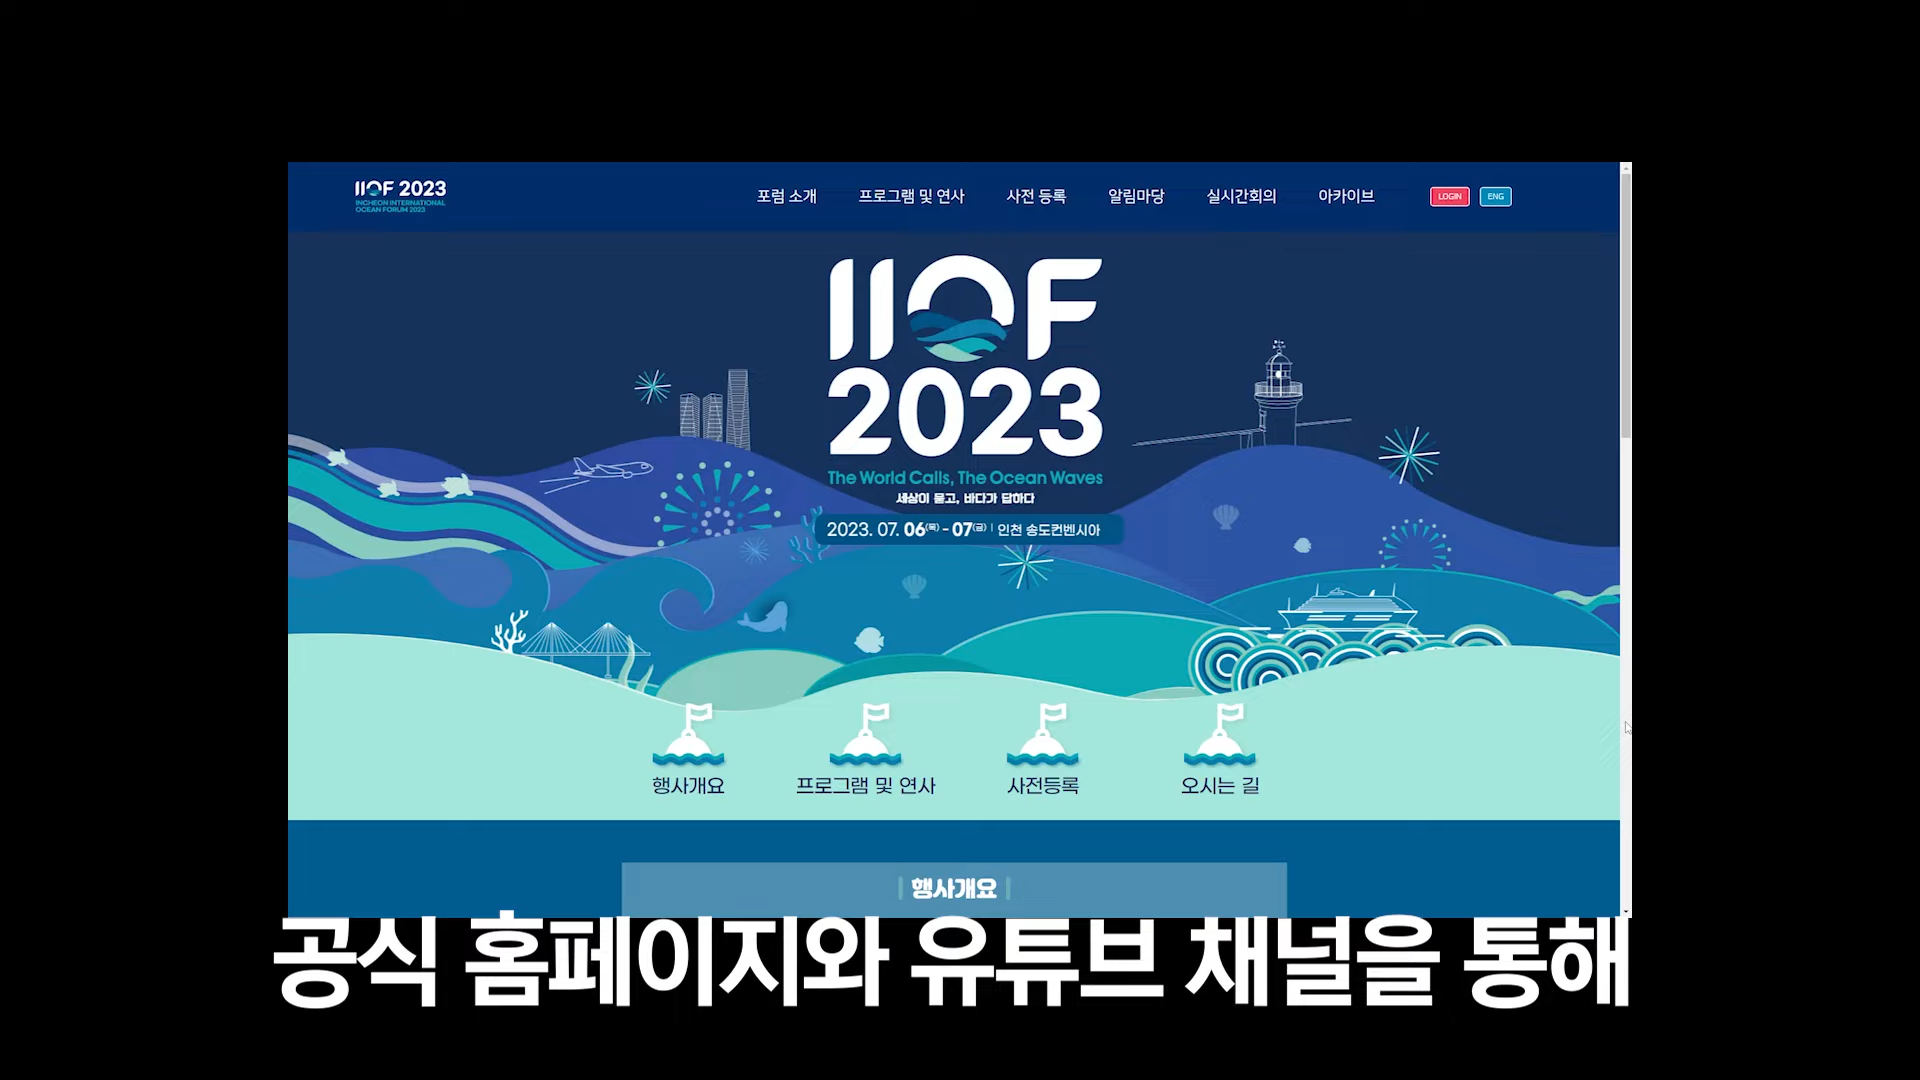 IIOF 2023
INCHEON INTERNATIONAL
OCEAN FORUM 2023
포럼 소개
프로그램 및 연사
사전 등록
알림마당
실시간회의
아카이브
LOGIN
ENG
IIOF
2023
The World Calls, The Ocean Waves
세상이 묻고, 바다가 답하다
2023. 07. 06(목) - 07(금) | 인천 송도컨벤시아
행사개요
프로그램 및 연사
사전등록
오시는 길
| 행사개요 |
공식 홈페이지와 유튜브 채널을 통해